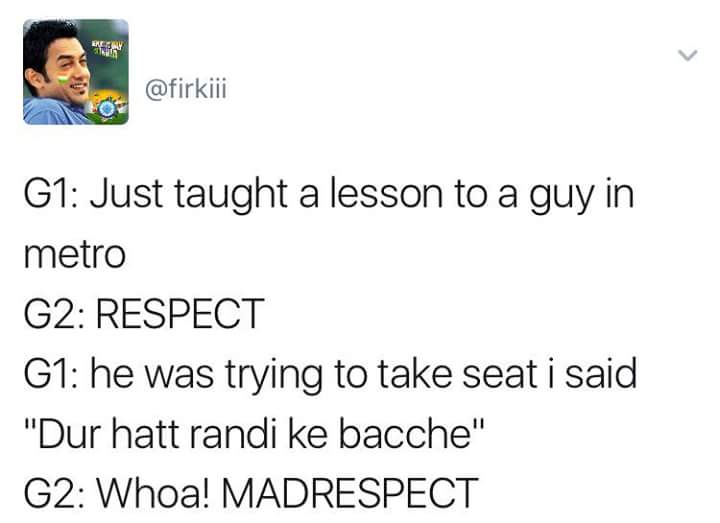 @firkiii
G1: Just taught a lesson to a guy in
metro
G2: RESPECT
G1: he was trying to take seat i said
"Dur hatt randi ke bacche"
G2: Whoa! MADRESPECT